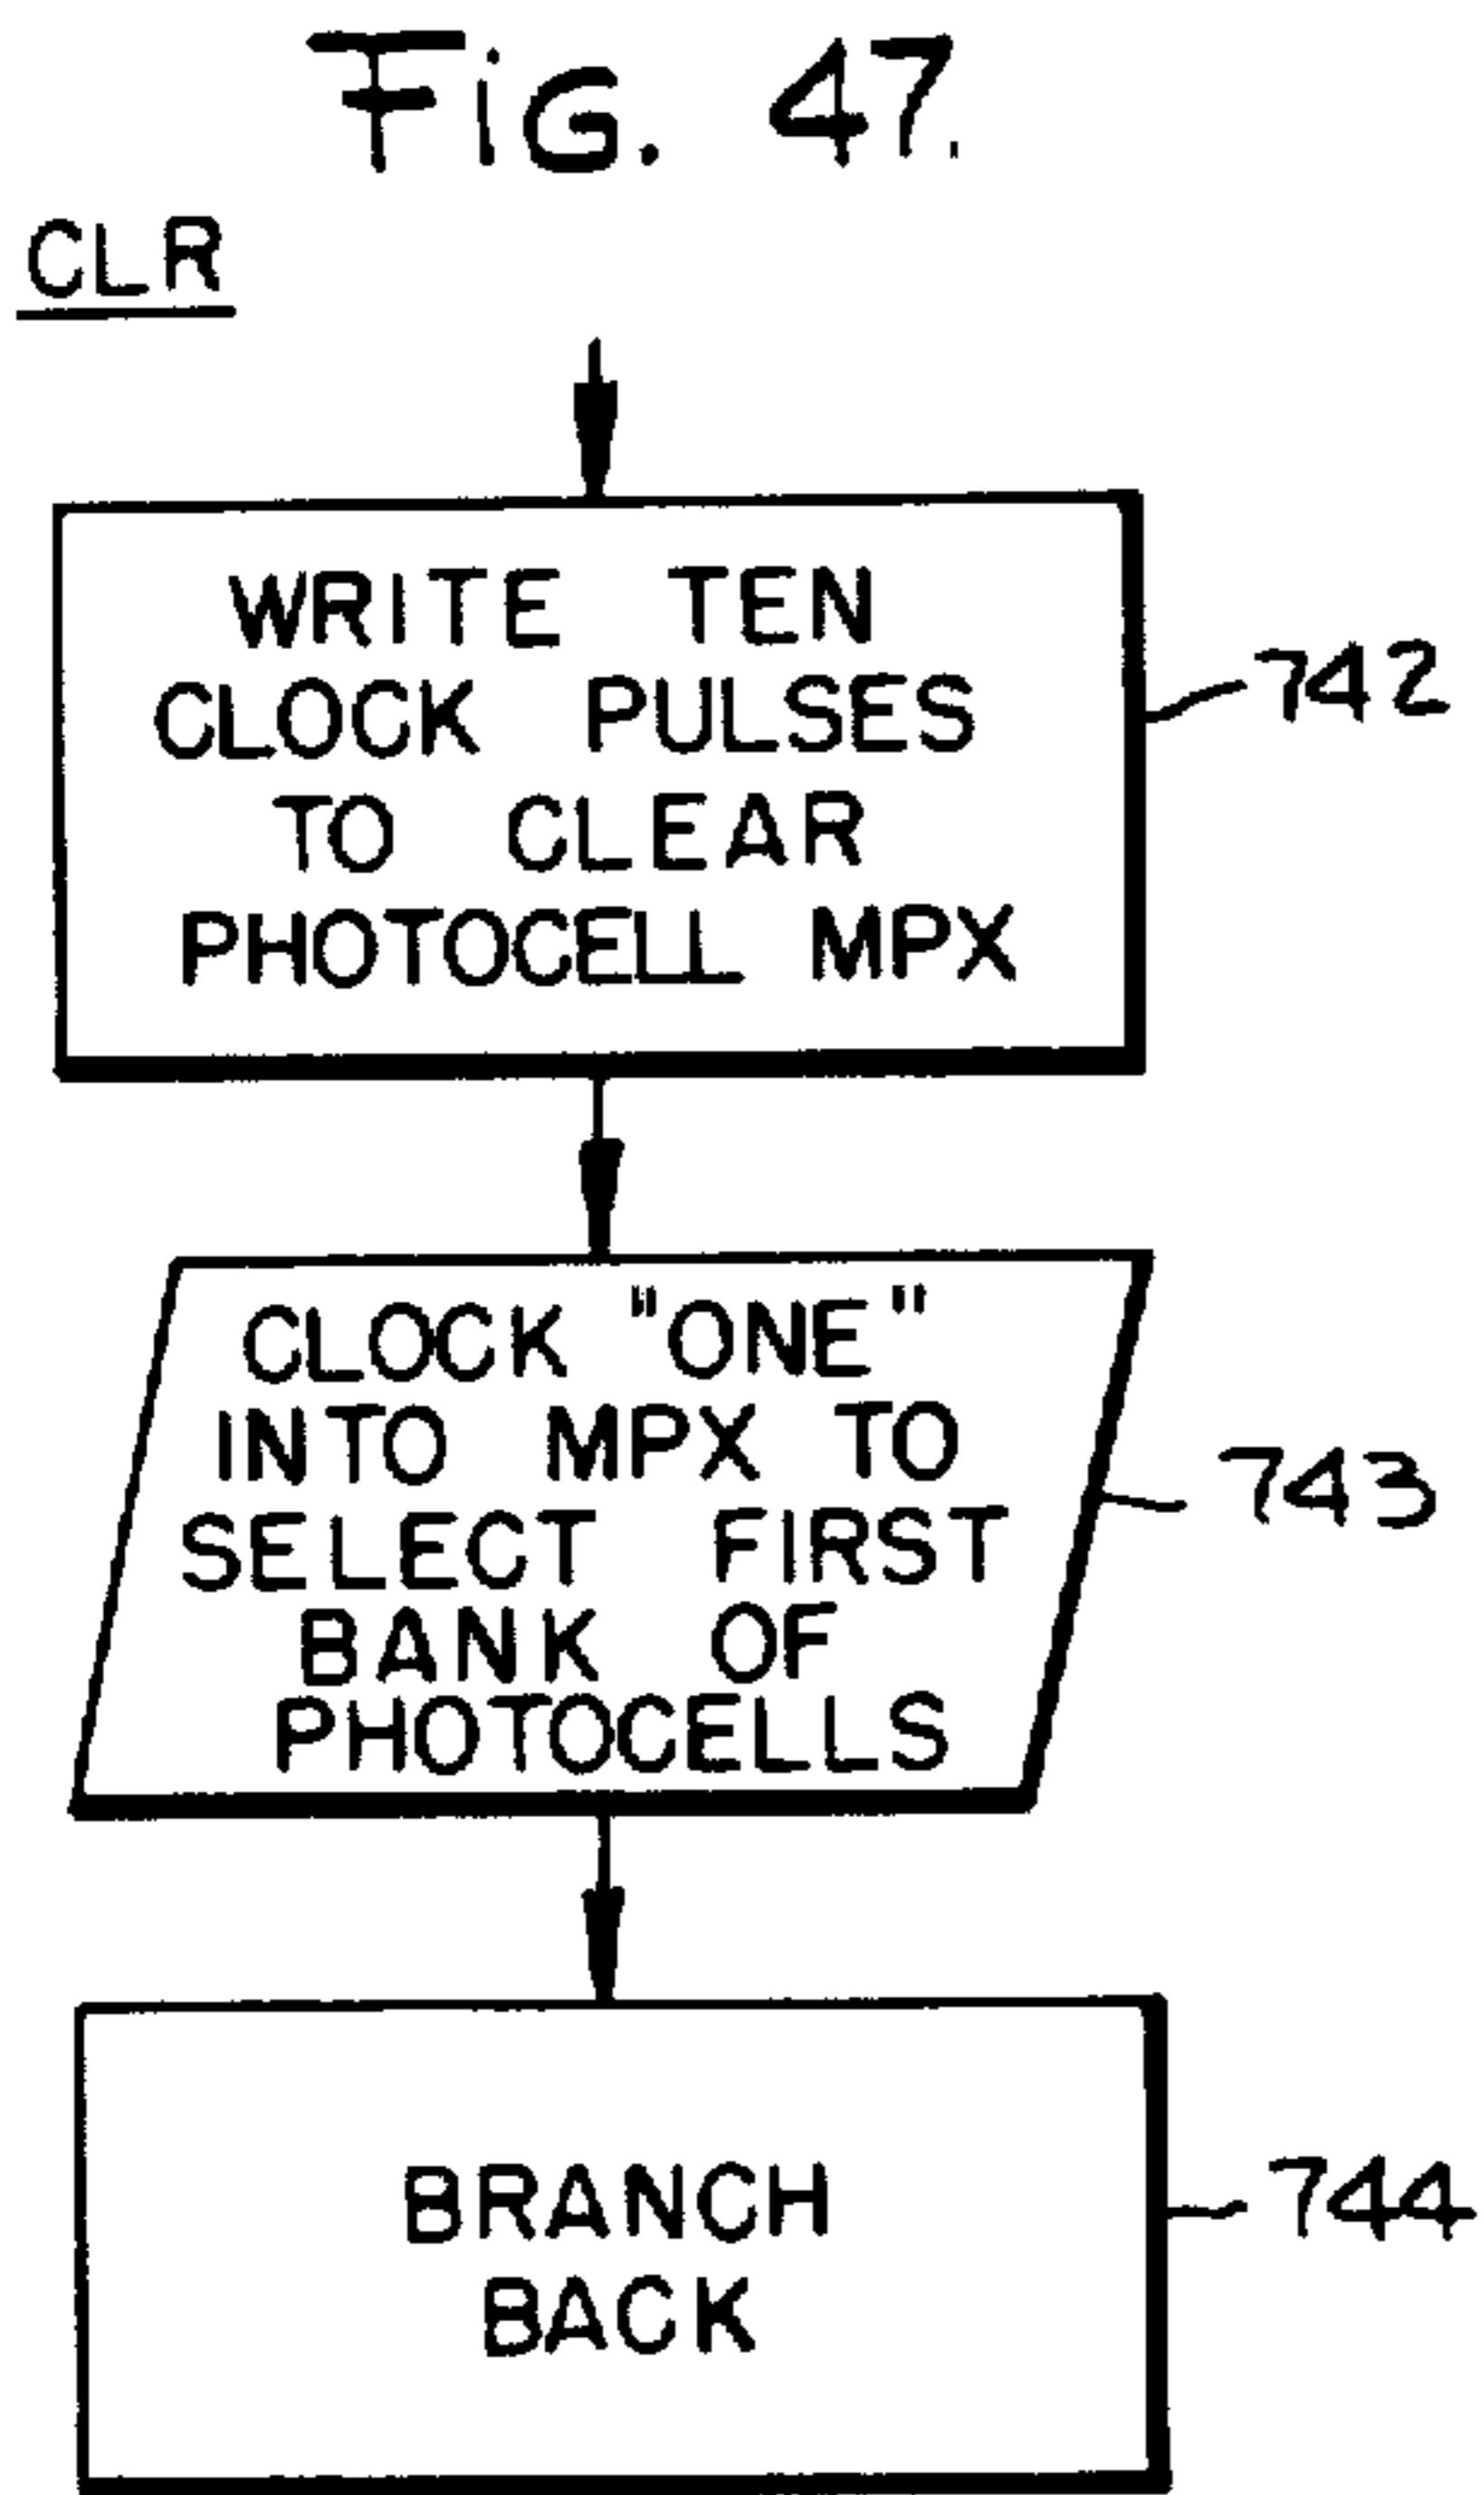 FiG. 47.
CLR
WRITE TEN
CLOCK PULSES
TO CLEAR
PHOTOCELL MPX
742
CLOCK "ONE"
INTO MPX TO
SELECT FIRST
BANK OF
PHOTOCELLS
743
BRANCH
BACK
744